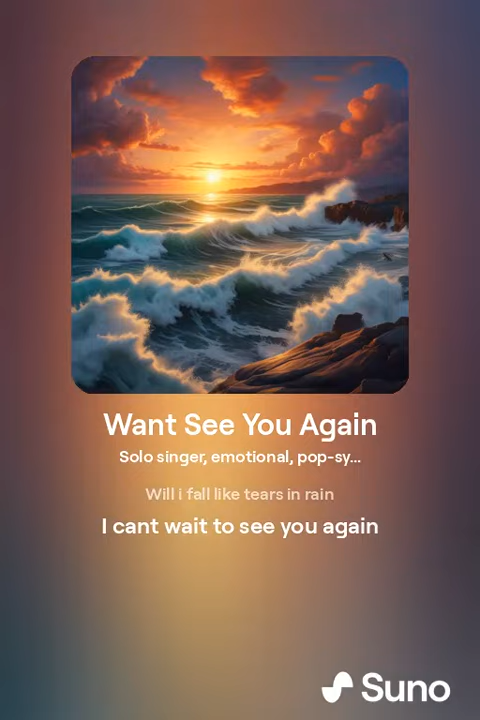 Want See You Again
Solo singer, emotional, pop-sy...
Will i fall like tears in rain
I cant wait to see you again
Suno